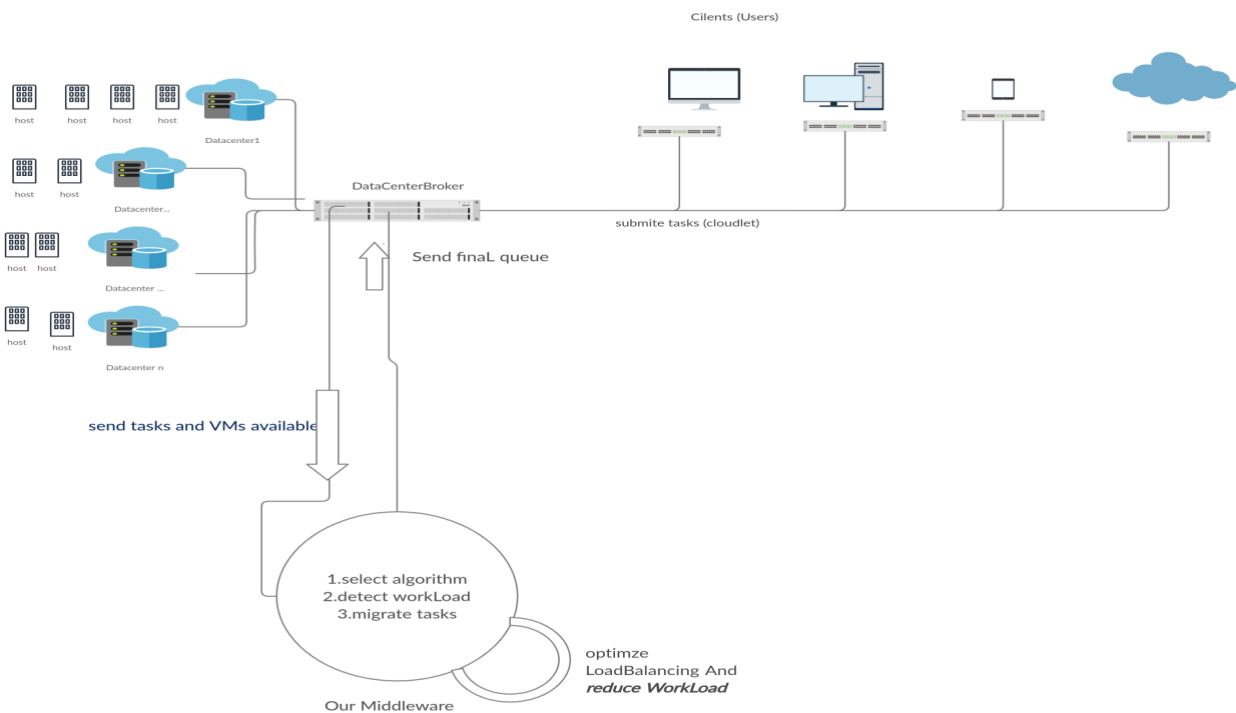 Cilents (Users)
host
host
host
host
Datacenter1
host
host
Datacenter...
DataCenterBroker
submite tasks (cloudlet)
host
host
Datacenter ...
Send finaL queue
host
host
Datacenter n
send tasks and VMs available
1.select algorithm
2.detect workLoad
3.migrate tasks
optimze
LoadBalancing And
reduce WorkLoad
Our Middleware